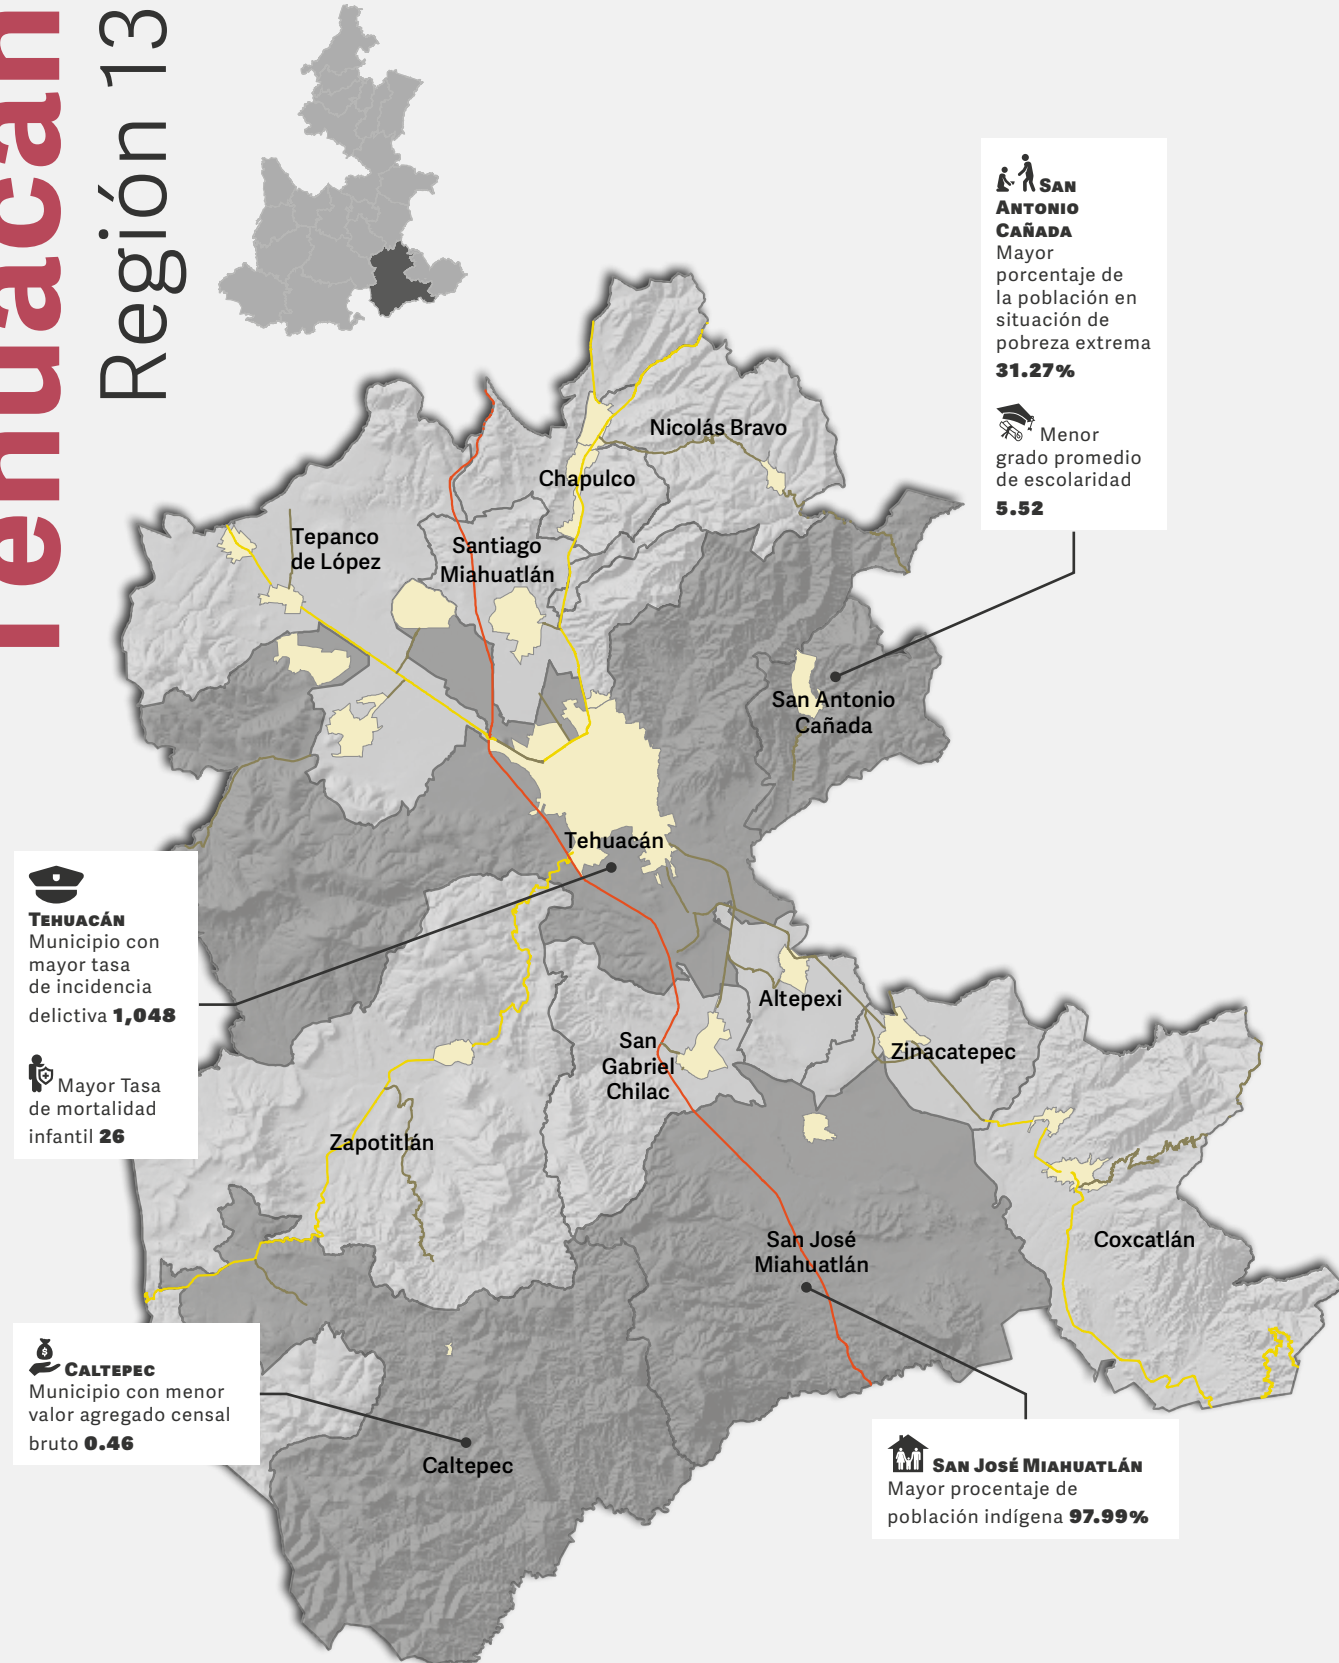 Tehuacán
Región 13
SAN
ANTONIO
CAÑADA
Mayor
porcentaje de
la población en
situación de
pobreza extrema
31.27%
Menor
grado promedio
de escolaridad
5.52
Nicolás Bravo
Chapulco
Tepanco
de López
Santiago
Miahuatlán
San Antonio
Cañada
Tehuacán
TEHUACÁN
Municipio con
mayor tasa
de incidencia
delictiva 1,048
Mayor Tasa
de mortalidad
infantil 26
Altepexi
San
Gabriel
Chilac
Zinacatepec
Zapotitlán
San José
Miahuatlán
Coxcatlán
CALTEPEC
Municipio con menor
valor agregado censal
bruto 0.46
Caltepec
SAN JOSÉ MIAHUATLÁN
Mayor procentaje de
población indígena 97.99%